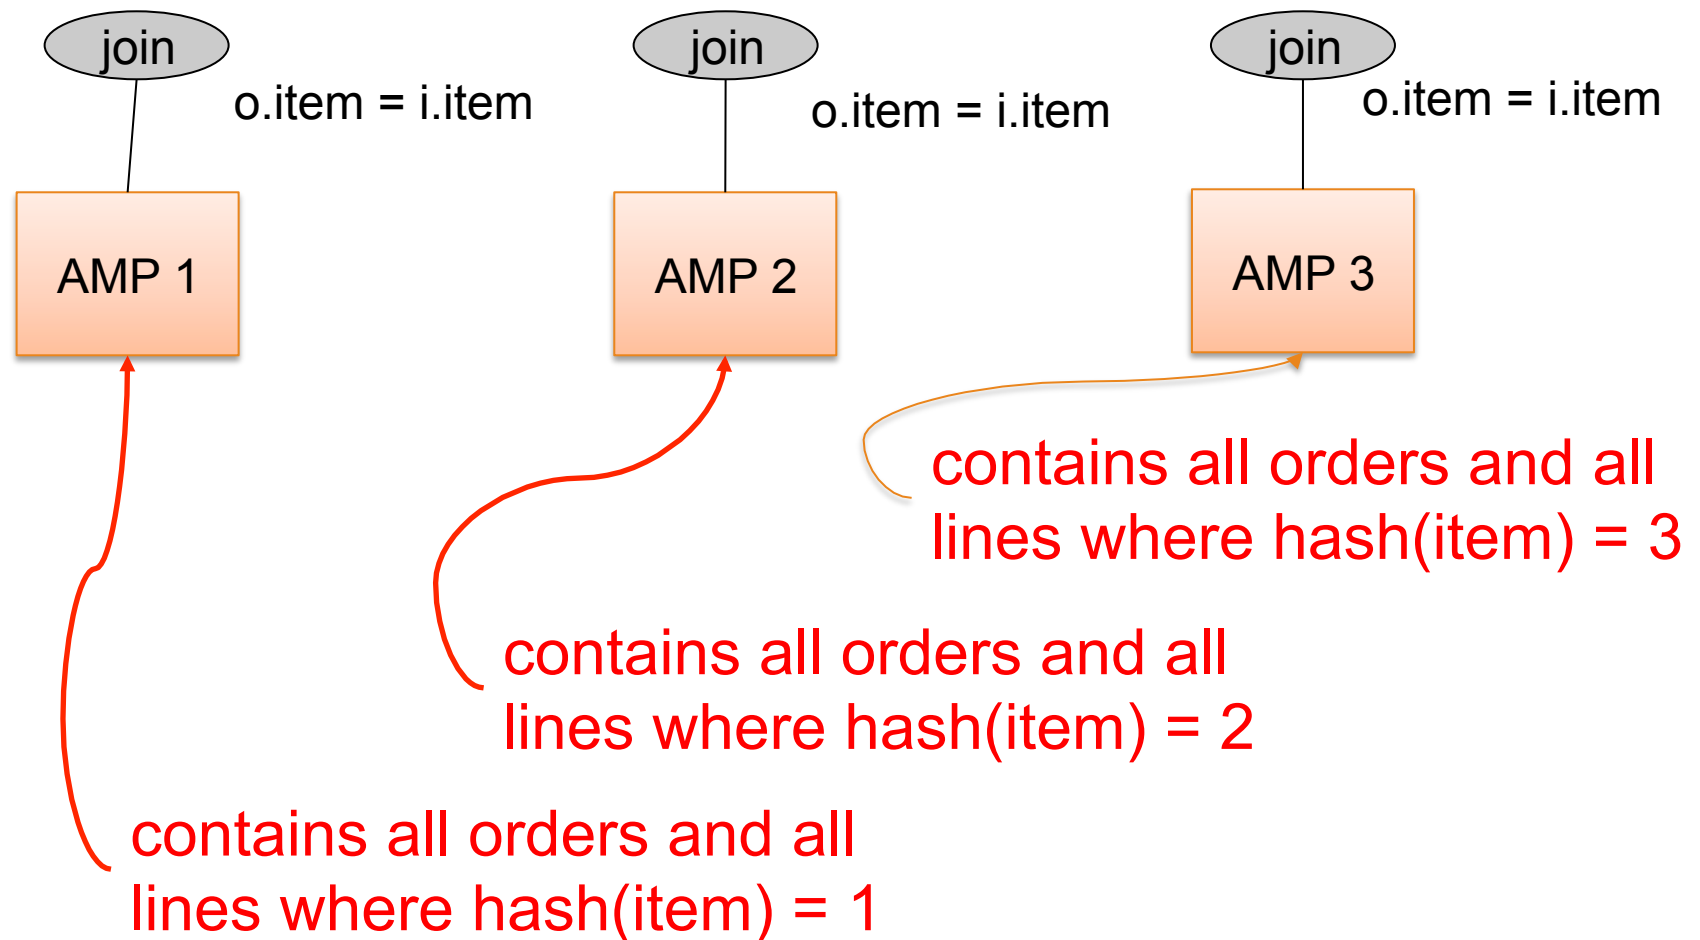 join
join
join
o.item = i.item
o.item = i.item
o.item = i.item
AMP 1
AMP 2
AMP 3
contains all orders and all
lines where hash(item) = 3
contains all orders and all
lines where hash(item) = 2
contains all orders and all
lines where hash(item) = 1